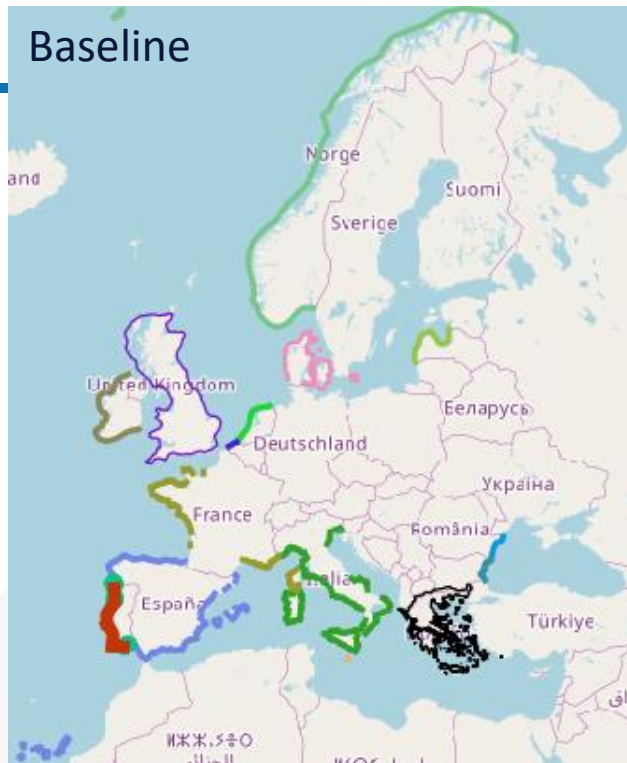 Baseline
and
Norge
Suomi
Sverige
United Kingdom
Беларусь
Deutschland
Україна
France
România
Italia
España
Türkiye